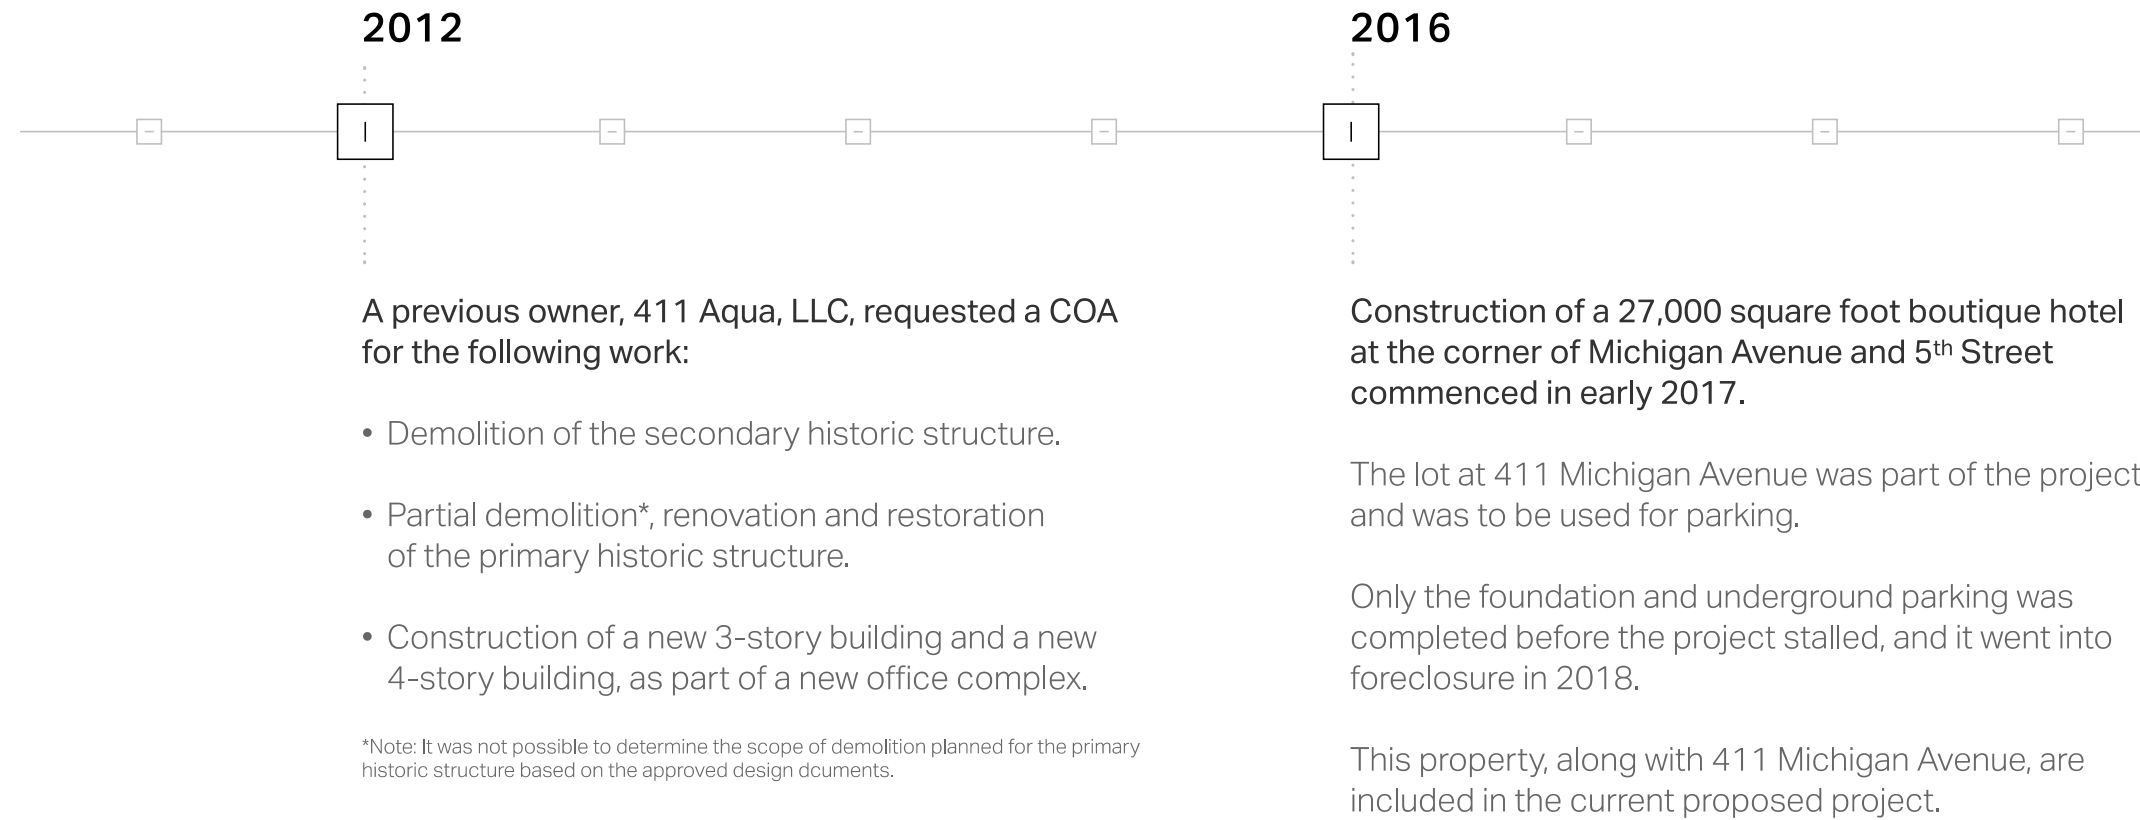 2012
A previous owner, 411 Aqua, LLC, requested a COA
for the following work:
• Demolition of the secondary historic structure.
• Partial demolition*, renovation and restoration
of the primary historic structure.
• Construction of a new 3-story building and a new
4-story building, as part of a new office complex.
*Note: It was not possible to determine the scope of demolition planned for the primary
historic structure based on the approved design dcuments.
2016
Construction of a 27,000 square foot boutique hotel
at the corner of Michigan Avenue and 5th Street
commenced in early 2017.
The lot at 411 Michigan Avenue was part of the project
and was to be used for parking.
Only the foundation and underground parking was
completed before the project stalled, and it went into
foreclosure in 2018.
This property, along with 411 Michigan Avenue, are
included in the current proposed project.